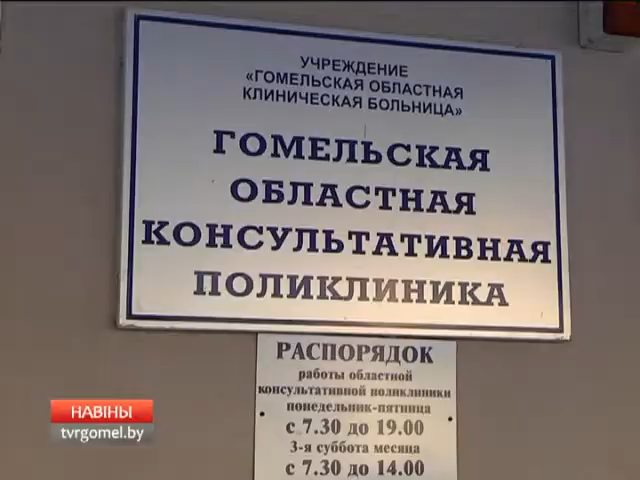 УЧРЕЖДЕНИЕ
«ГОМЕЛЬСКАЯ ОБЛАСТНАЯ
КЛИНИЧЕСКАЯ БОЛЬНИЦА»
ГОМЕЛЬСКАЯ
ОБЛАСТНАЯ
КОНСУЛЬТАТИВНАЯ
ПОЛИКЛИНИКА
РАСПОРЯДОК
работы областной
консультативной поликлиники
понедельник-пятница
с 7.30 до 19.00
3-я суббота месяца
с 7.30 до 14.00
НАВІНЫ
tvrgomel.by